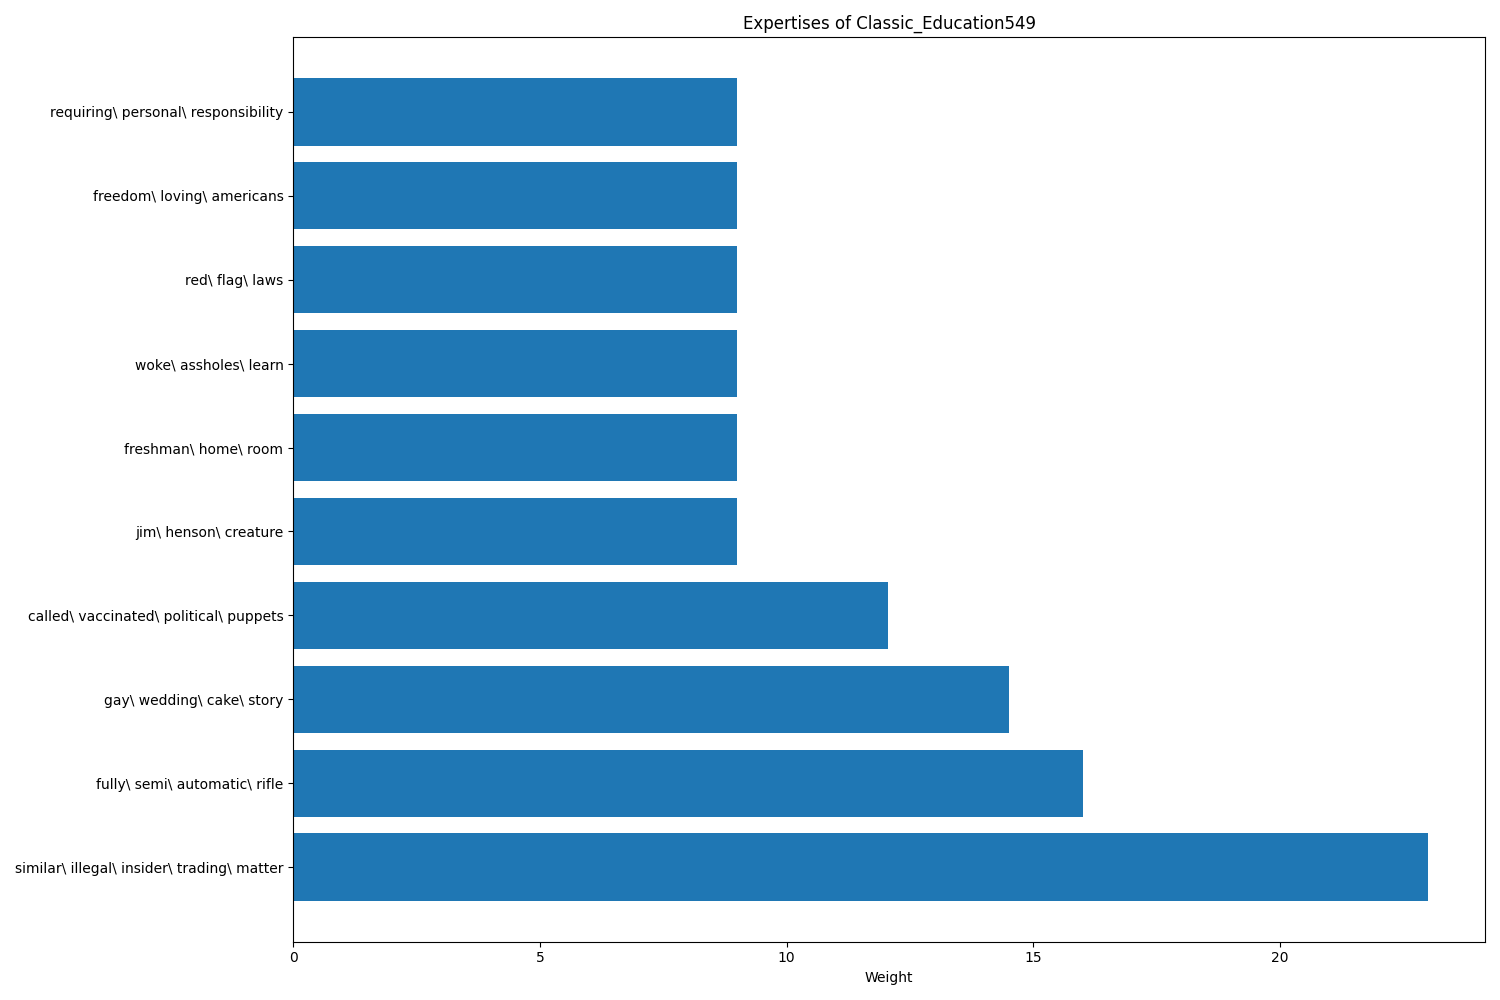 Expertises of Classic_Education549
requiring\ personal\ responsibility
freedom\ loving\ americans
red\ flag\ laws
woke\ assholes\ learn
freshman\ home\ room
jim\ henson\ creature
called\ vaccinated\ political\ puppets
gay\ wedding\ cake\ story
fully\ semi\ automatic\ rifle
similar\ illegal\ insider\ trading\ matter
0 5 10 15 20
Weight